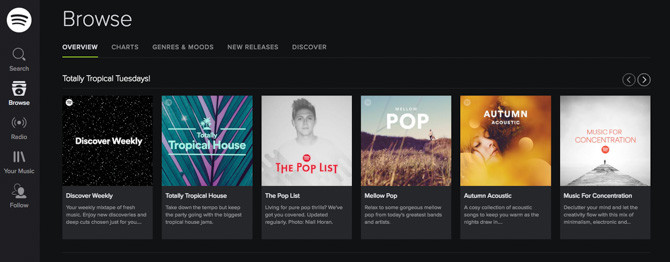 Browse
OVERVIEW CHARTS GENRES & MOODS NEW RELEASES DISCOVER
Search
Browse
Radio
Your Music
Follow
Totally Tropical Tuesdays!
Discover Weekly
Totally
Tropical House
THE POP LIST
MELLOW
POP
AUTUMN
ACOUSTIC
MUSIC FOR
CONCENTRATION
Discover Weekly
Your weekly mixtape of fresh
music. Enjoy new discoveries and
deep cuts chosen just for you...
Totally Tropical House
Take down the tempo but keep
the party going with the biggest
tropical house jams.
The Pop List
Living for pure pop thrills? We've
got you covered. Updated
regularly. Photo: Niall Horan.
Mellow Pop
Relax to some gorgeous mellow
pop from today's greatest bands
and artists.
Autumn Acoustic
A cosy collection of acoustic
songs to keep you warm as the
nights drew in...
Music For Concentration
Declutter your mind and let the
creativity flow with this mix of
minimalism, electronic and...